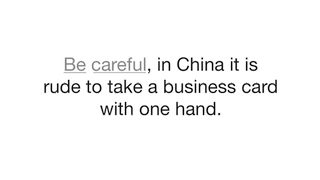 Be careful, in China it is
rude to take a business card
with one hand.